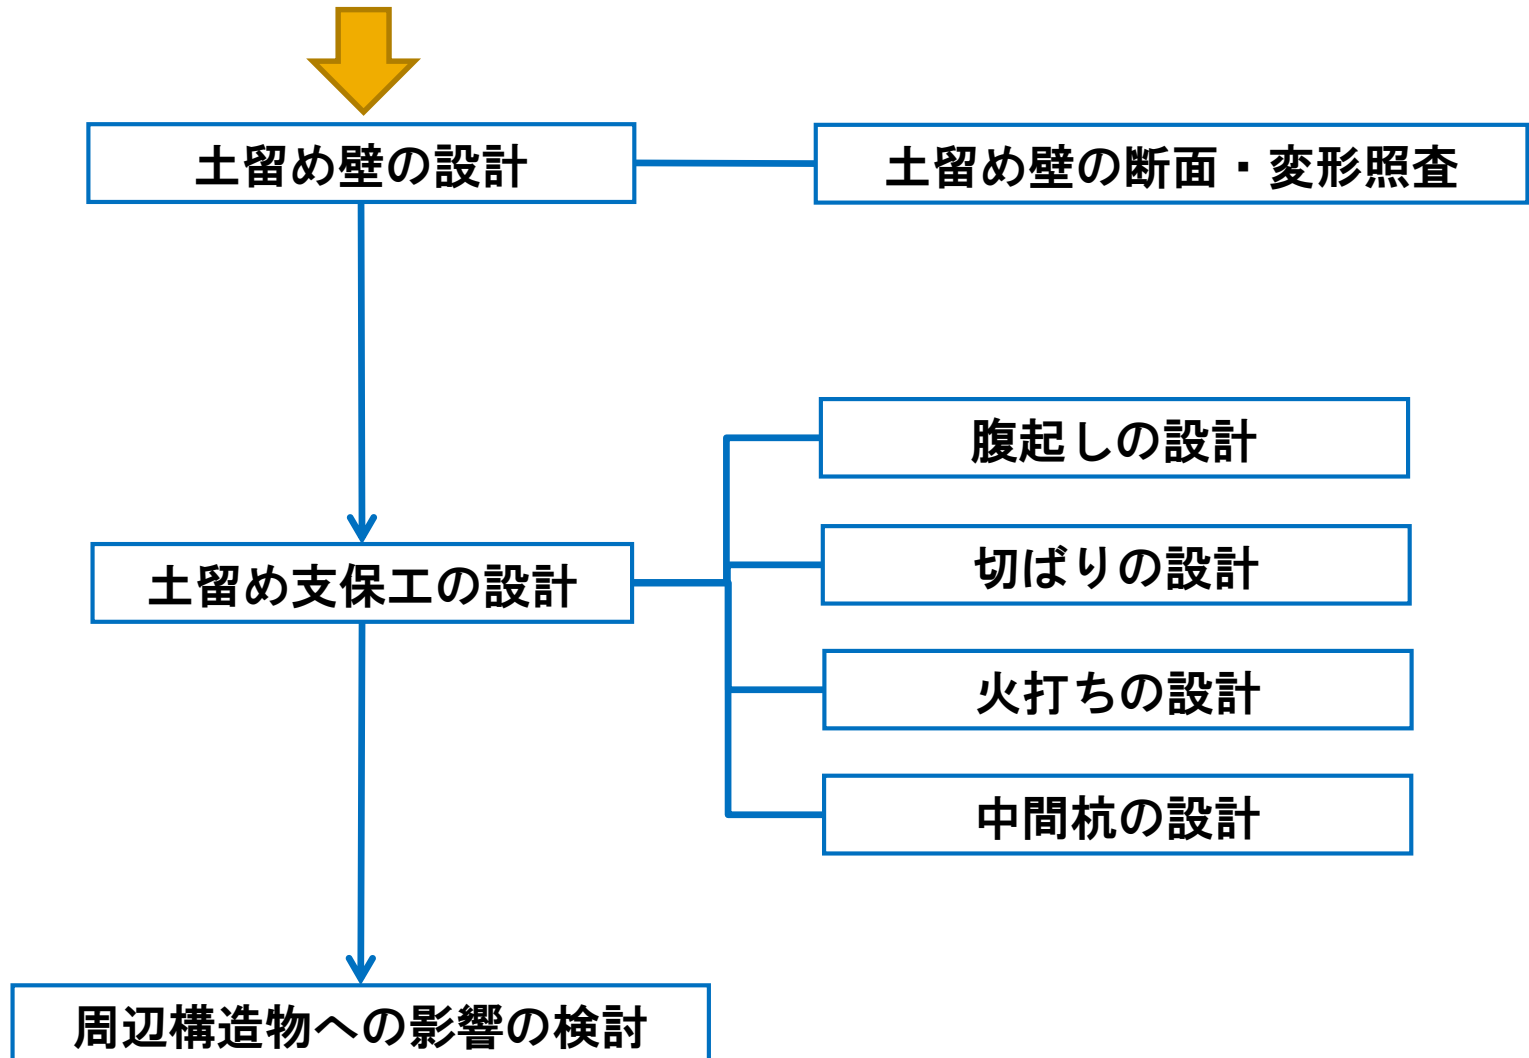 土留め壁の設計
土留め壁の断面・変形照査
腹起しの設計
切ばりの設計
土留め支保工の設計
火打ちの設計
中間杭の設計
周辺構造物への影響の検討